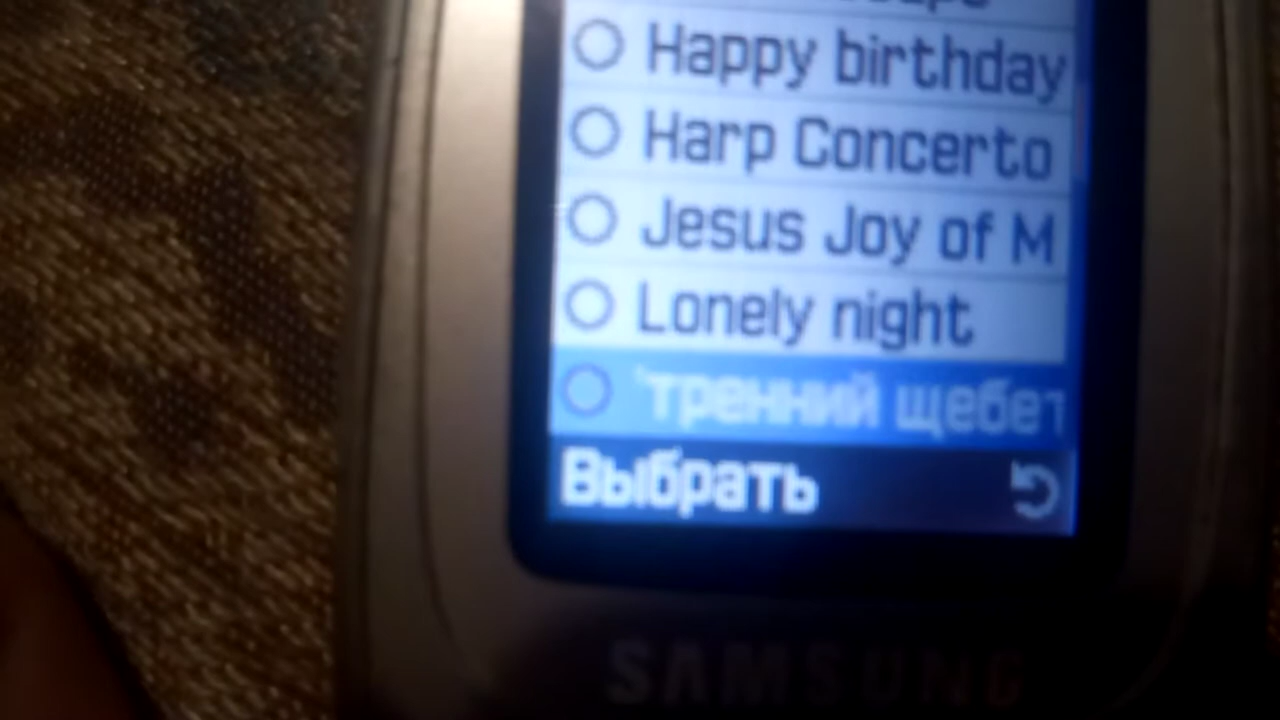 Happy birthday
Harp Concerto
Jesus Joy of M
Lonely night
тренний щебет
Выбрать
SAMSUNG